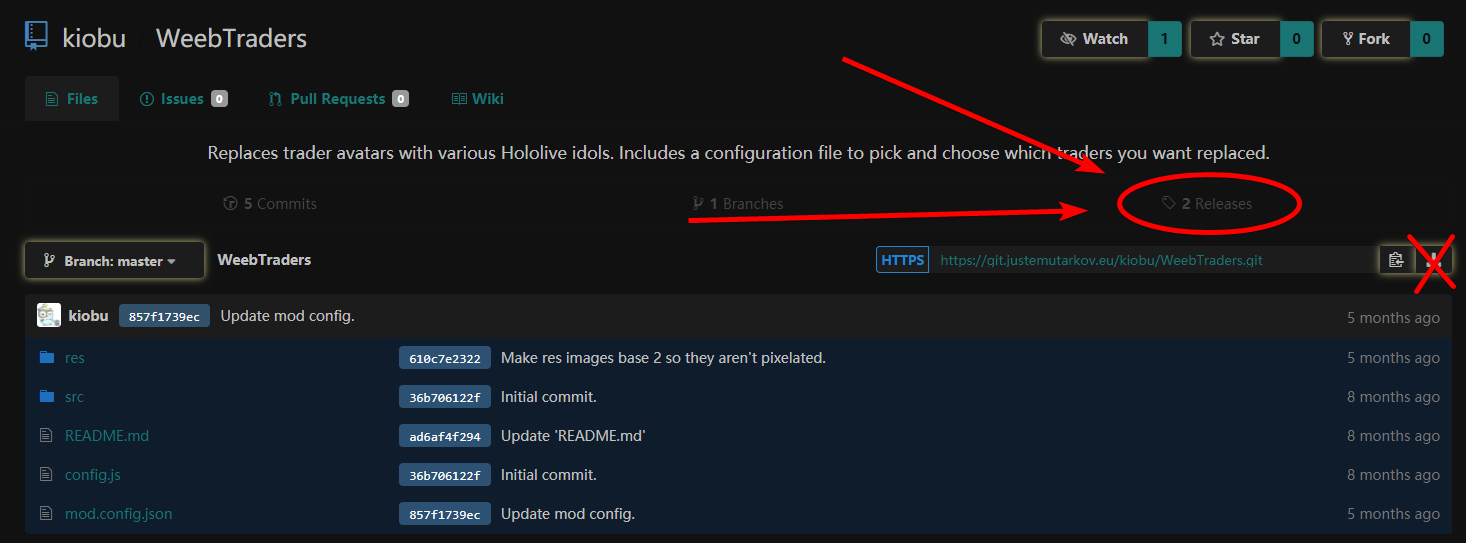 kiobu / WeebTraders
Watch 1 Star 0 Fork 0
Files Issues 0 Pull Requests 0 Wiki
Replaces trader avatars with various Hololive idols. Includes a configuration file to pick and choose which traders you want replaced.
5 Commits 1 Branches 2 Releases
Branch: master WeebTraders HTTPS https://git.justemutarkov.eu/kiobu/WeebTraders.git
kiobu 857f1739ec Update mod config. 5 months ago
res 610c7e2322 Make res images base 2 so they aren't pixelated. 5 months ago
src 36b706122f Initial commit. 8 months ago
README.md ad6af4f294 Update 'README.md' 8 months ago
config.js 36b706122f Initial commit. 8 months ago
mod.config.json 857f1739ec Update mod config. 5 months ago